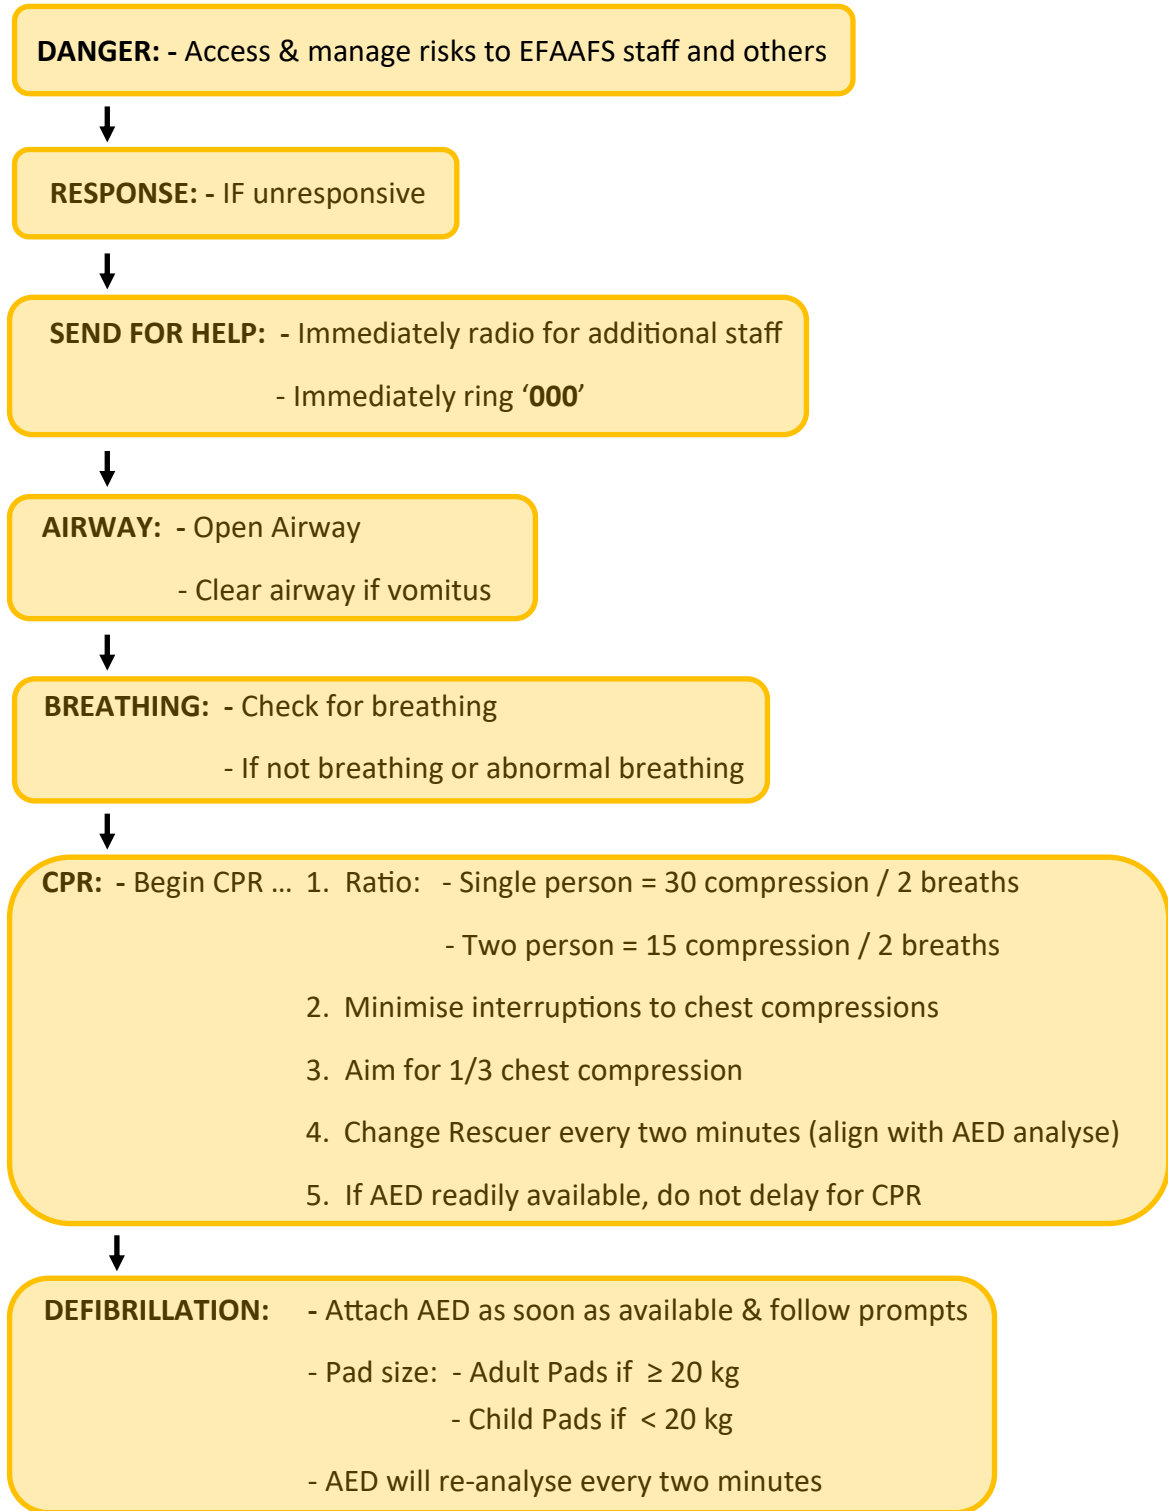 DANGER: - Access & manage risks to EFAAFS staff and others
RESPONSE: - IF unresponsive
SEND FOR HELP: - Immediately radio for additional staff
- Immediately ring ‘000’
AIRWAY: - Open Airway
- Clear airway if vomitus
BREATHING: - Check for breathing
- If not breathing or abnormal breathing
CPR: - Begin CPR ... 1. Ratio: - Single person = 30 compression / 2 breaths
- Two person = 15 compression / 2 breaths
2. Minimise interruptions to chest compressions
3. Aim for 1/3 chest compression
4. Change Rescuer every two minutes (align with AED analyse)
5. If AED readily available, do not delay for CPR
DEFIBRILLATION: - Attach AED as soon as available & follow prompts
- Pad size: - Adult Pads if ≥ 20 kg
- Child Pads if < 20 kg
- AED will re-analyse every two minutes